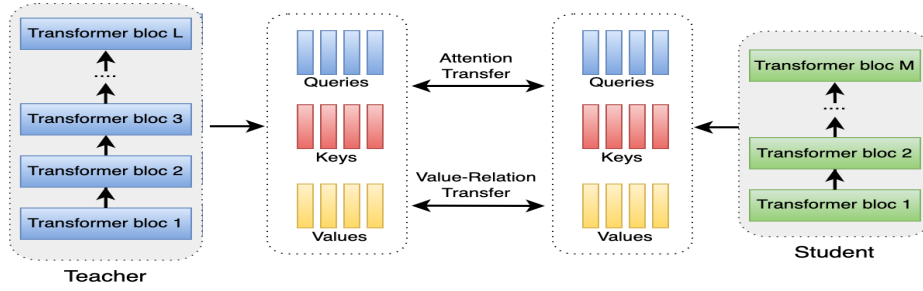 Transformer bloc L
Transformer bloc 3
Transformer bloc 2
Transformer bloc 1
Teacher
Queries
Keys
Values
Attention
Transfer
Value-Relation
Transfer
Queries
Keys
Values
Transformer bloc M
Transformer bloc 2
Transformer bloc 1
Student